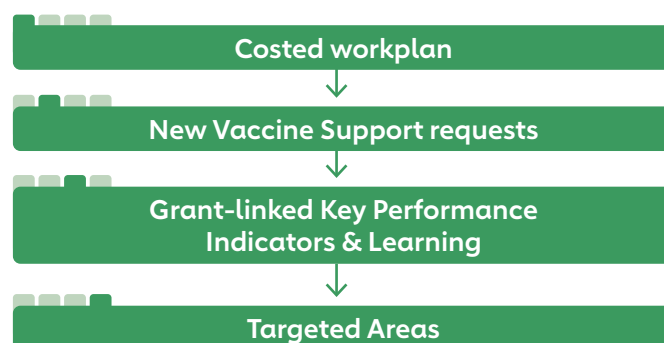 Costed workplan
New Vaccine Support requests
Grant-linked Key Performance
Indicators & Learning
Targeted Areas